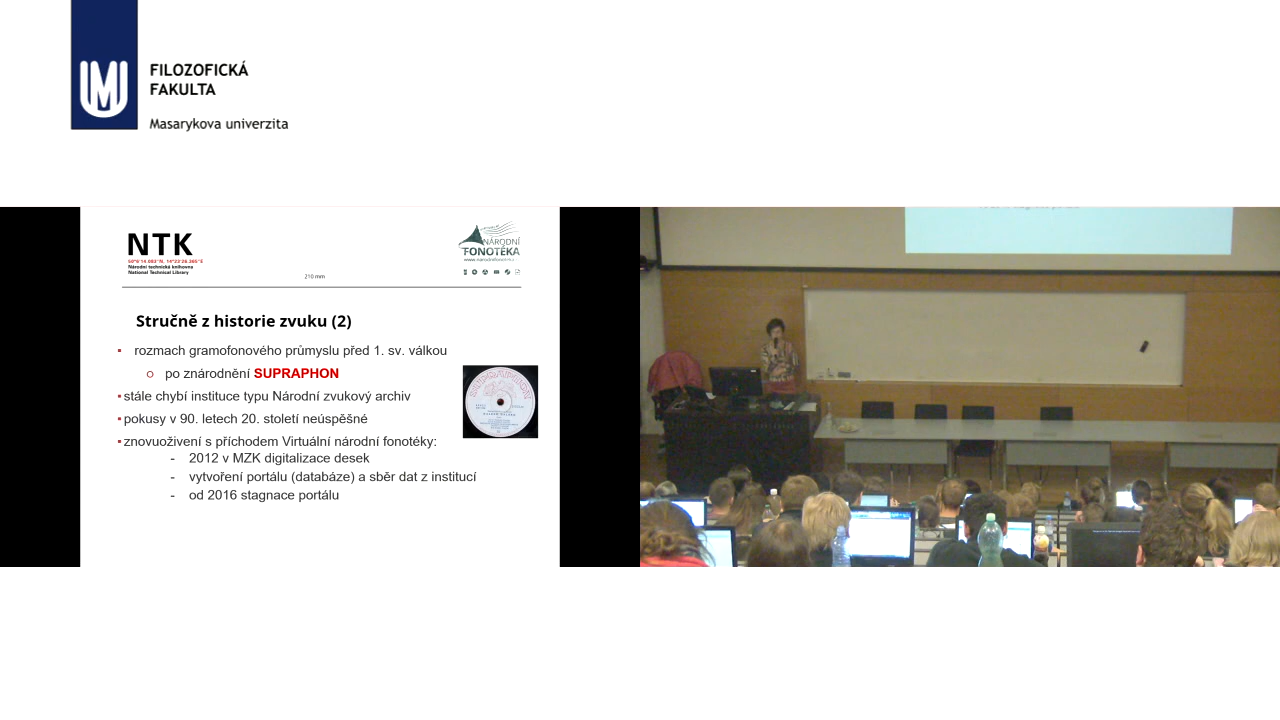 FILOZOFICKÁ
FAKULTA
Masarykova univerzita
NTK
Národní technická knihovna
National Technical Library
NÁRODNÍ
FONOTÉKA
210 mm
Stručně z historie zvuku (2)
▪ rozmach gramofonového průmyslu před 1. sv. válkou
o po znárodnění SUPRAPHON
▪ stále chybí instituce typu Národní zvukový archiv
▪ pokusy v 90. letech 20. století neúspěšné
▪ znovuoživení s příchodem Virtuální národní fonotéky:
- 2012 v MZK digitalizace desek
- vytvoření portálu (databáze) a sběr dat z institucí
- od 2016 stagnace portálu
SUPRAPHON